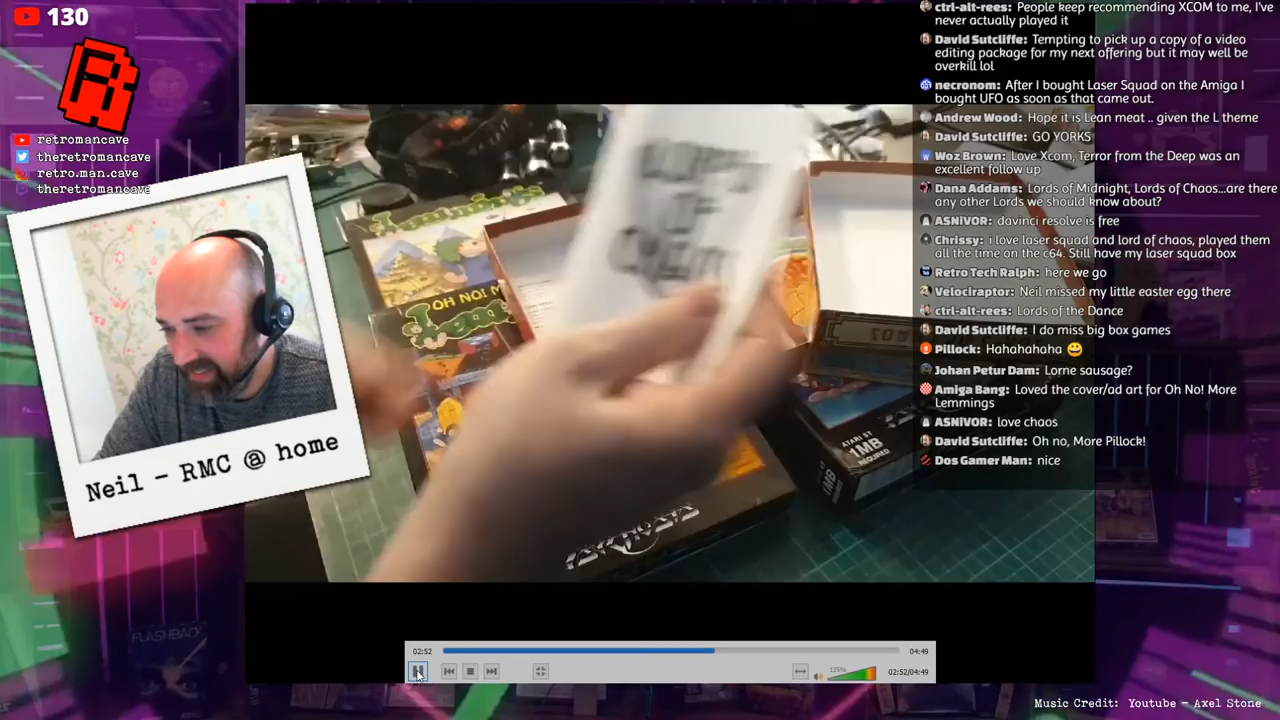 130
R
retromancave
theretromancave
retro.man.cave
theretromancave
Neil - RMC @ home
LORDS
OF
CHAOS
OH NO! M
PSYGNOSIS
ATARI ST
1MB
REQUIRED
1MB
REQUIRED
FLASHBACK
ctrl-alt-rees: People keep recommending XCOM to me, I've
never actually played it
David Sutcliffe: Tempting to pick up a copy of a video
editing package for my next offering but it may well be
overkill lol
necronom: After I bought Laser Squad on the Amiga I
bought UFO as soon as that came out.
Andrew Wood: Hope it is Lean meat .. given the L theme
David Sutcliffe: GO YORKS
Woz Brown: Love Xcom, Terror from the Deep was an
excellent follow up
Dana Addams: Lords of Midnight, Lords of Chaos...are there
any other Lords we should know about?
ASNiVOR: davinci resolve is free
Chrissy: i love laser squad and lord of chaos, played them
all the time on the c64. Still have my laser squad box
Retro Tech Ralph: here we go
Velociraptor: Neil missed my little easter egg there
ctrl-alt-rees: Lords of the Dance
David Sutcliffe: I do miss big box games
Pillock: Hahahahaha
Johan Petur Dam: Lorne sausage?
Amiga Bang: Loved the cover/ad art for Oh No! More
Lemmings
ASNiVOR: love chaos
David Sutcliffe: Oh no, More Pillock!
Dos Gamer Man: nice
02:52
04:49
125%
02:52/04:49
Music Credit: Youtube - Axel Stone